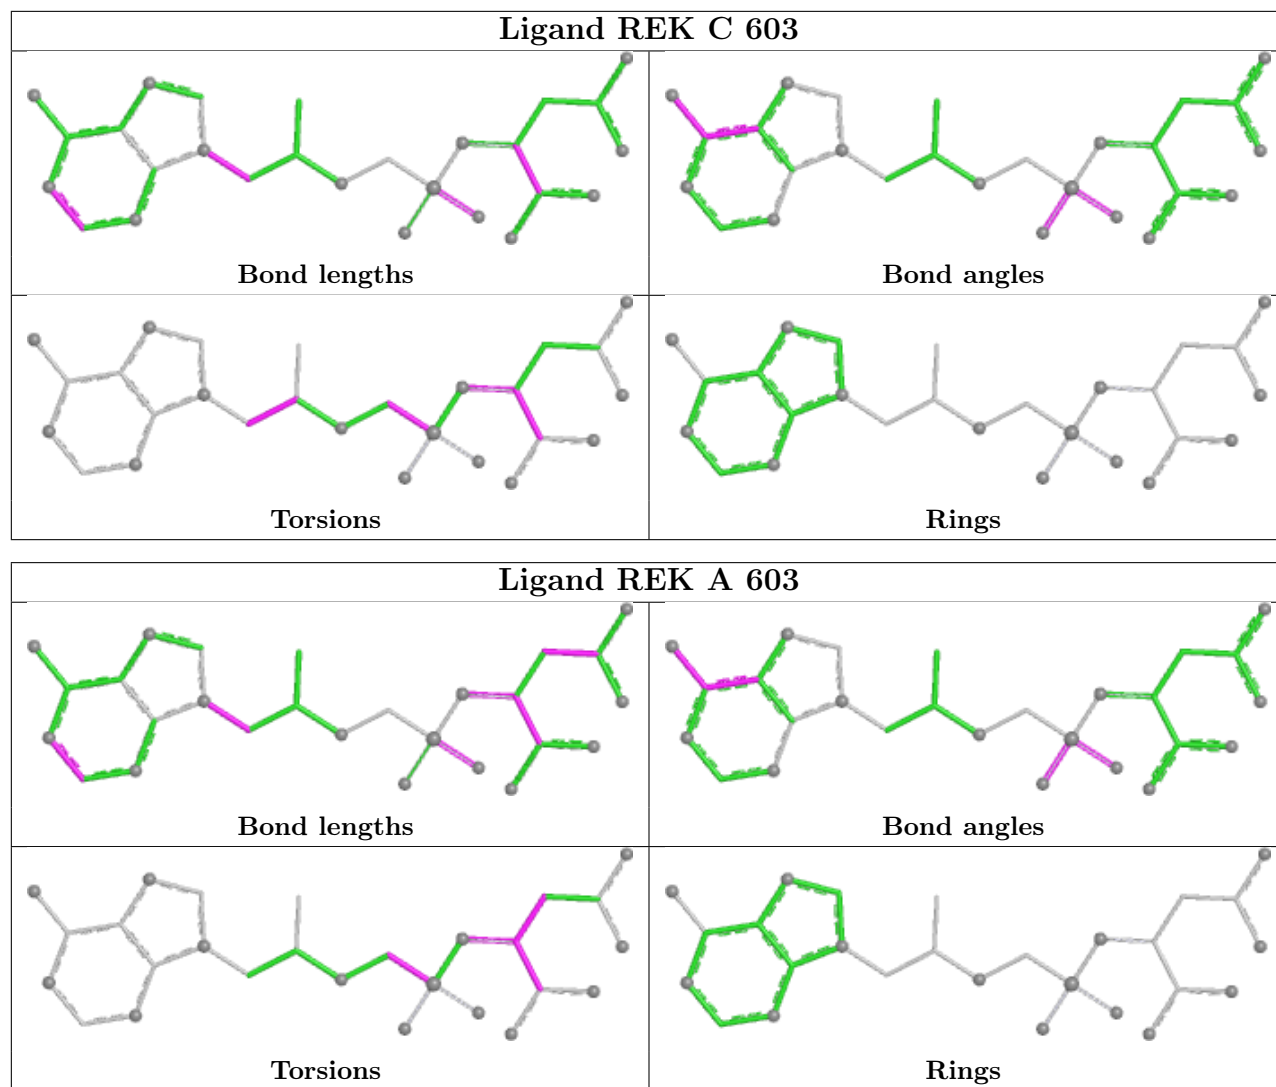 Ligand REK C 603
Bond lengths
Bond angles
Torsions
Rings
Ligand REK A 603
Bond lengths
Bond angles
Torsions
Rings